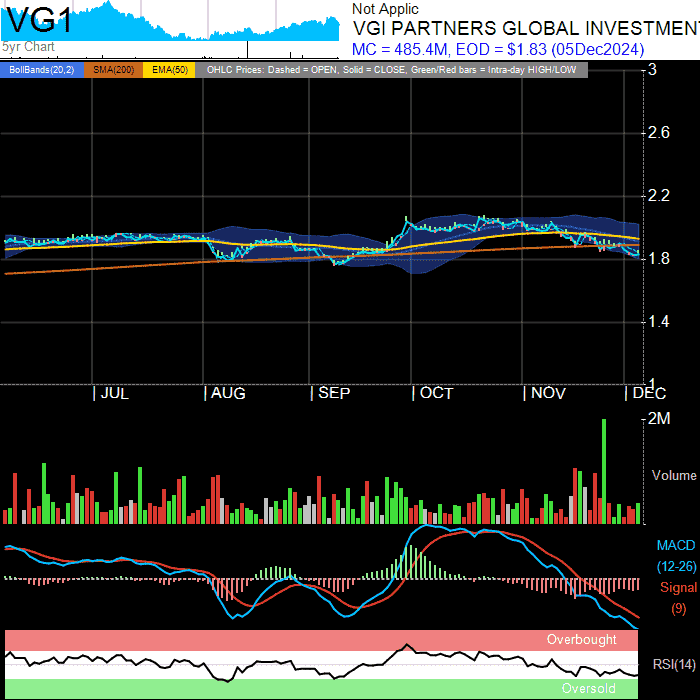 VG1
Not Applic
VGI PARTNERS GLOBAL INVESTMEN
MC = 485.4M, EOD = $1.83 (05Dec2024)
5yr Chart
BollBands(20,2) SMA(200) EMA(50) OHLC Prices: Dashed = OPEN, Solid = CLOSE, Green/Red bars = Intra-day HIGH/LOW
3
2.6
2.2
1.8
1.4
1
JUL AUG SEP OCT NOV DEC
2M
Volume
MACD
(12-26)
Signal
(9)
Overbought
RSI(14)
Oversold